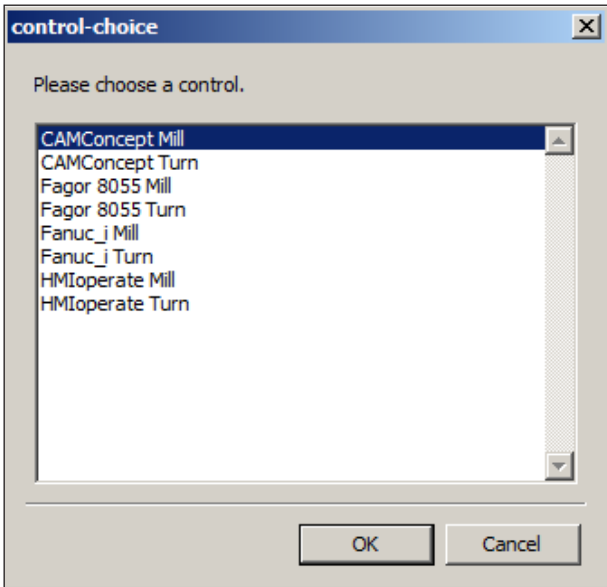 control-choice
Please choose a control.
CAMConcept Mill
CAMConcept Turn
Fagor 8055 Mill
Fagor 8055 Turn
Fanuc_i Mill
Fanuc_i Turn
HMIoperate Mill
HMIoperate Turn
OK Cancel